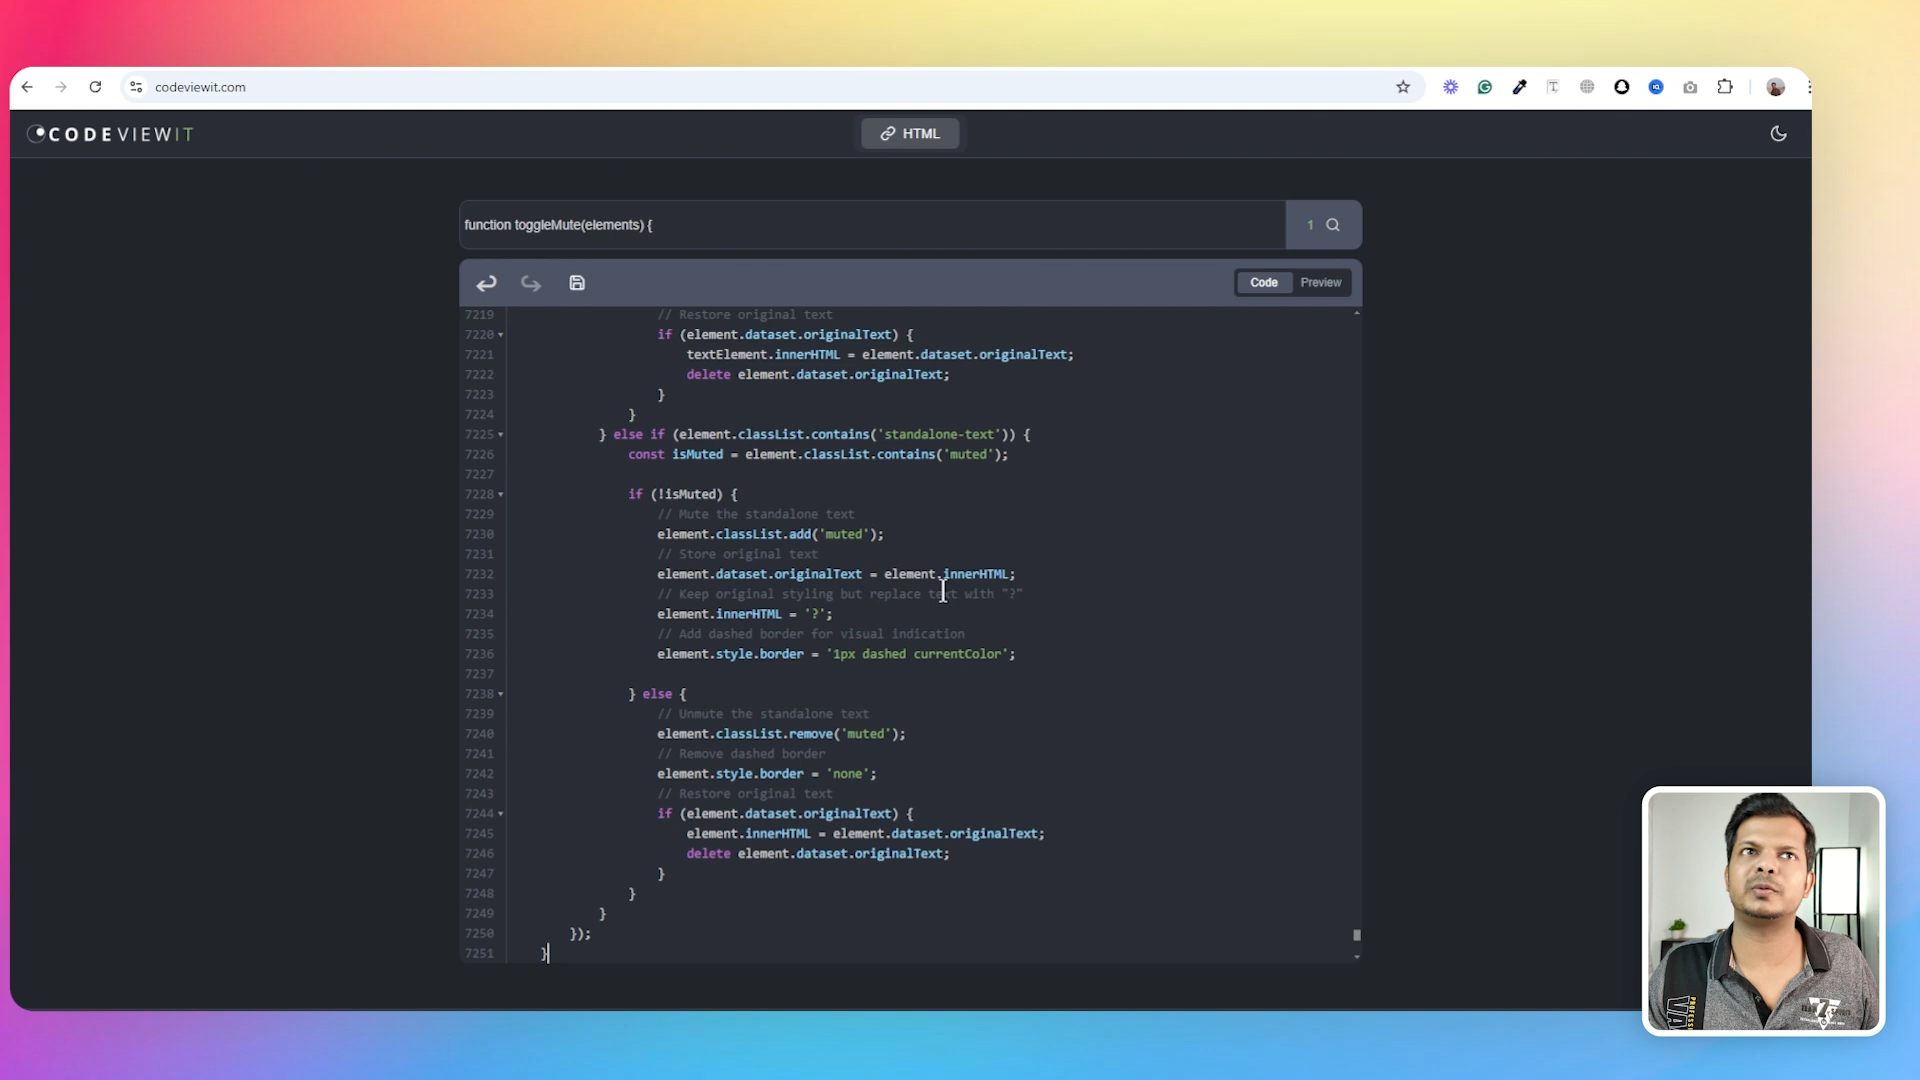 codeviewit.com
CODEVIEWIT
HTML
function toggleMute(elements) {
1
Code
Preview
7219 // Restore original text
7220 if (element.dataset.originalText) {
7221 textElement.innerHTML = element.dataset.originalText;
7222 delete element.dataset.originalText;
7223 }
7224 }
7225 } else if (element.classList.contains('standalone-text')) {
7226 const isMuted = element.classList.contains('muted');
7227
7228 if (!isMuted) {
7229 // Mute the standalone text
7230 element.classList.add('muted');
7231 // Store original text
7232 element.dataset.originalText = element.innerHTML;
7233 // Keep original styling but replace text with "?"
7234 element.innerHTML = '?';
7235 // Add dashed border for visual indication
7236 element.style.border = '1px dashed currentColor';
7237
7238 } else {
7239 // Unmute the standalone text
7240 element.classList.remove('muted');
7241 // Remove dashed border
7242 element.style.border = 'none';
7243 // Restore original text
7244 if (element.dataset.originalText) {
7245 element.innerHTML = element.dataset.originalText;
7246 delete element.dataset.originalText;
7247 }
7248 }
7249 }
7250 });
7251 }